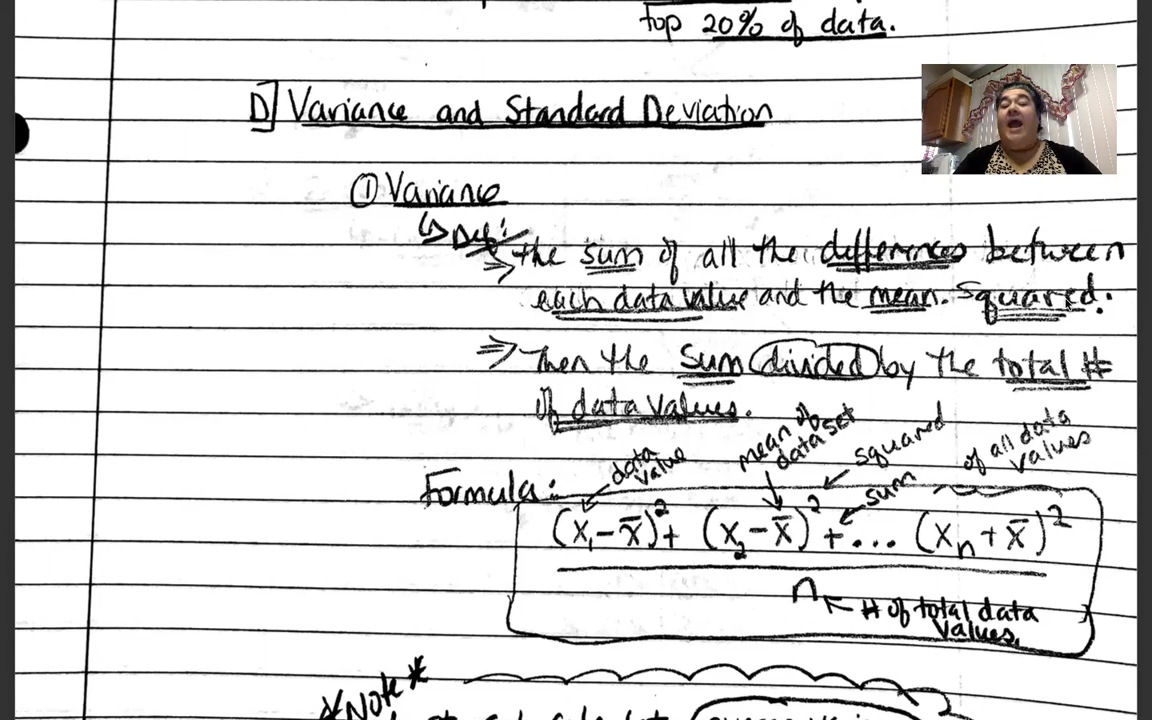 top 20% of data.
D] Variance and Standard Deviation
① Variance
↳ Def:
⇒ the sum of all the differences between
each data value and the mean. Squared.
⇒ Then the sum divided by the total #
of data values.
Formula:
data value
mean of data set
squared
sum
of all data values
(x₁ - x̄)² + (x₂ - x̄)² + ... (xₙ + x̄)²
n ← # of total data
values.
*Note*